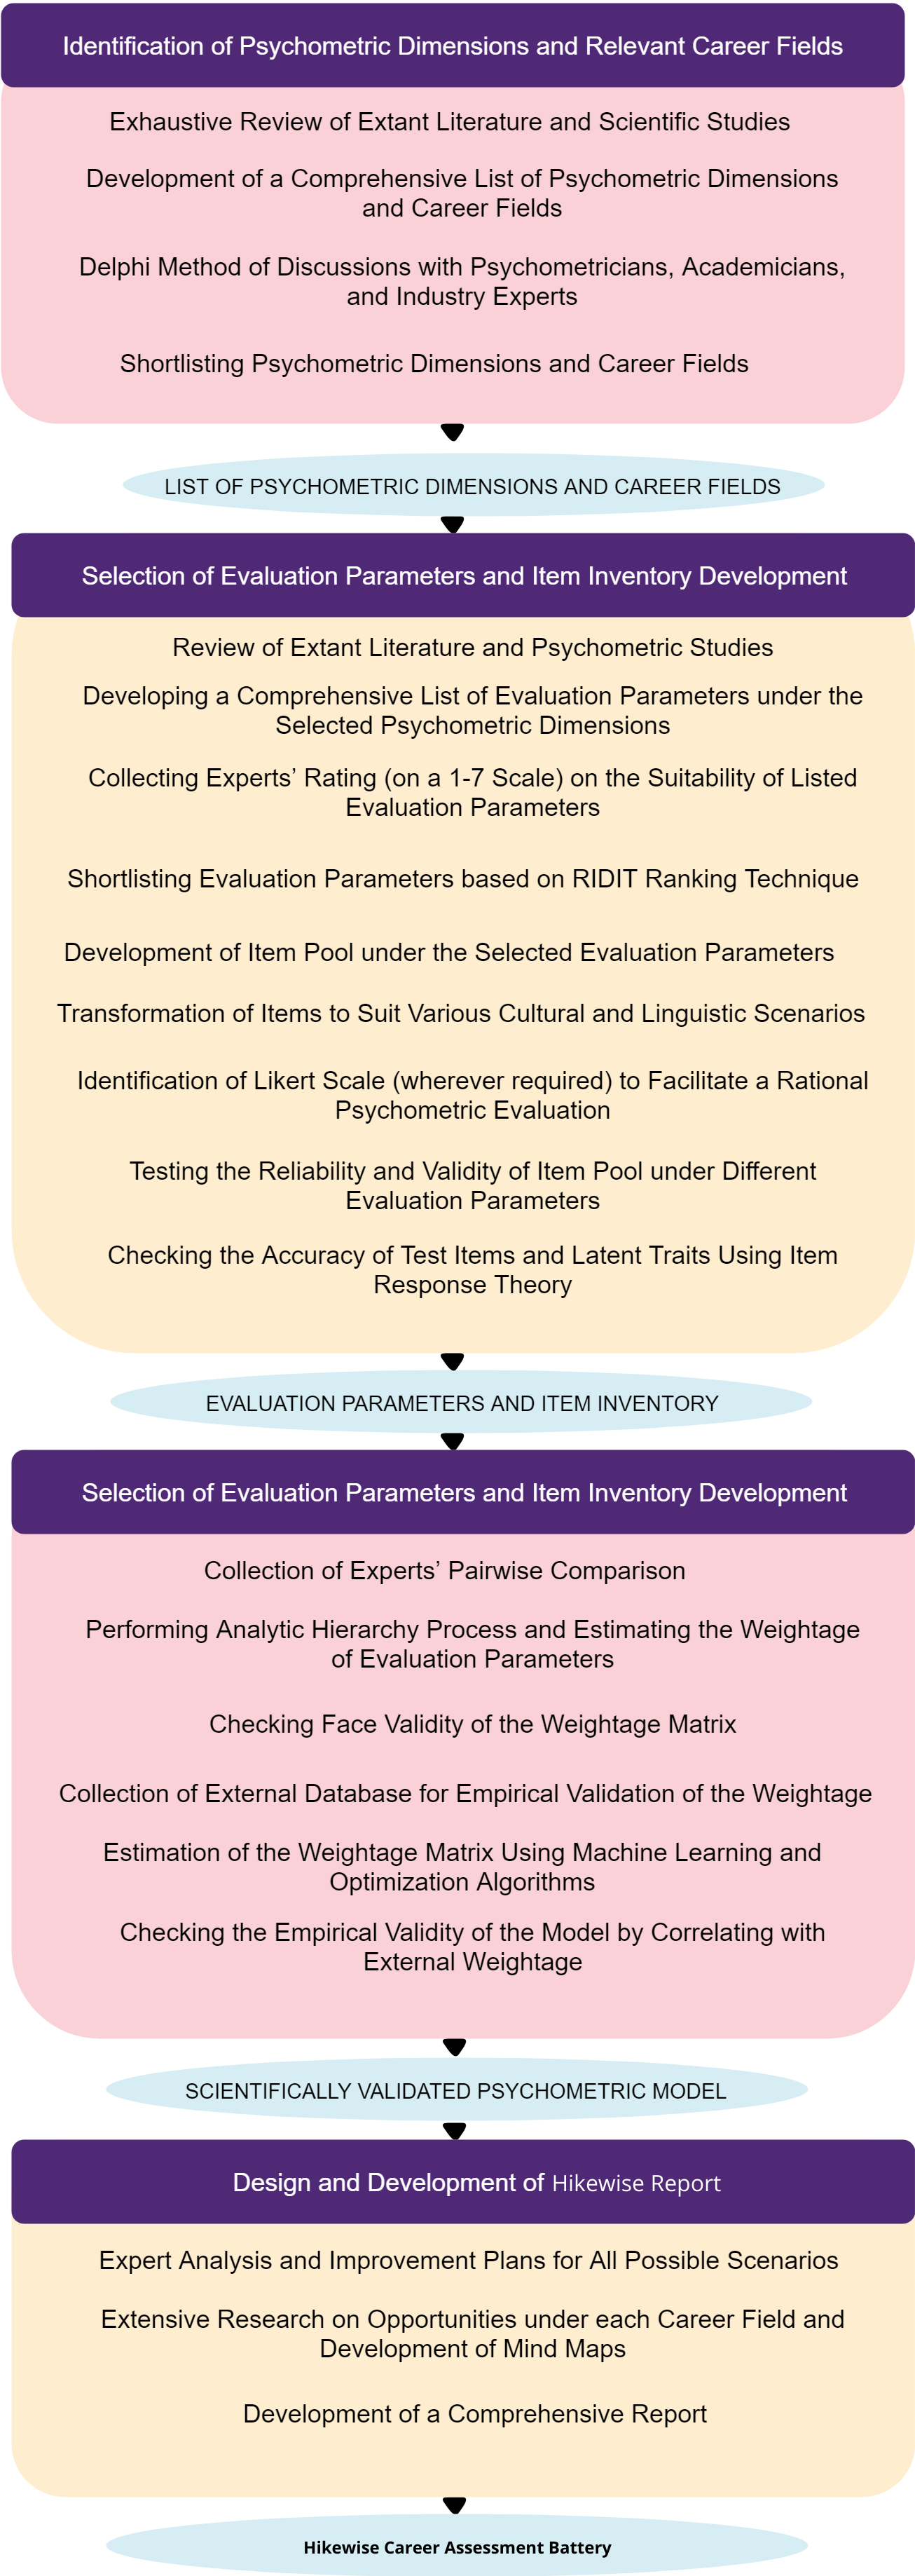 Identification of Psychometric Dimensions and Relevant Career Fields
Exhaustive Review of Extant Literature and Scientific Studies
Development of a Comprehensive List of Psychometric Dimensions
and Career Fields
Delphi Method of Discussions with Psychometricians, Academicians,
and Industry Experts
Shortlisting Psychometric Dimensions and Career Fields
LIST OF PSYCHOMETRIC DIMENSIONS AND CAREER FIELDS
Selection of Evaluation Parameters and Item Inventory Development
Review of Extant Literature and Psychometric Studies
Developing a Comprehensive List of Evaluation Parameters under the
Selected Psychometric Dimensions
Collecting Experts’ Rating (on a 1-7 Scale) on the Suitability of Listed
Evaluation Parameters
Shortlisting Evaluation Parameters based on RIDIT Ranking Technique
Development of Item Pool under the Selected Evaluation Parameters
Transformation of Items to Suit Various Cultural and Linguistic Scenarios
Identification of Likert Scale (wherever required) to Facilitate a Rational
Psychometric Evaluation
Testing the Reliability and Validity of Item Pool under Different
Evaluation Parameters
Checking the Accuracy of Test Items and Latent Traits Using Item
Response Theory
EVALUATION PARAMETERS AND ITEM INVENTORY
Selection of Evaluation Parameters and Item Inventory Development
Collection of Experts’ Pairwise Comparison
Performing Analytic Hierarchy Process and Estimating the Weightage
of Evaluation Parameters
Checking Face Validity of the Weightage Matrix
Collection of External Database for Empirical Validation of the Weightage
Estimation of the Weightage Matrix Using Machine Learning and
Optimization Algorithms
Checking the Empirical Validity of the Model by Correlating with
External Weightage
SCIENTIFICALLY VALIDATED PSYCHOMETRIC MODEL
Design and Development of Hikewise Report
Expert Analysis and Improvement Plans for All Possible Scenarios
Extensive Research on Opportunities under each Career Field and
Development of Mind Maps
Development of a Comprehensive Report
Hikewise Career Assessment Battery